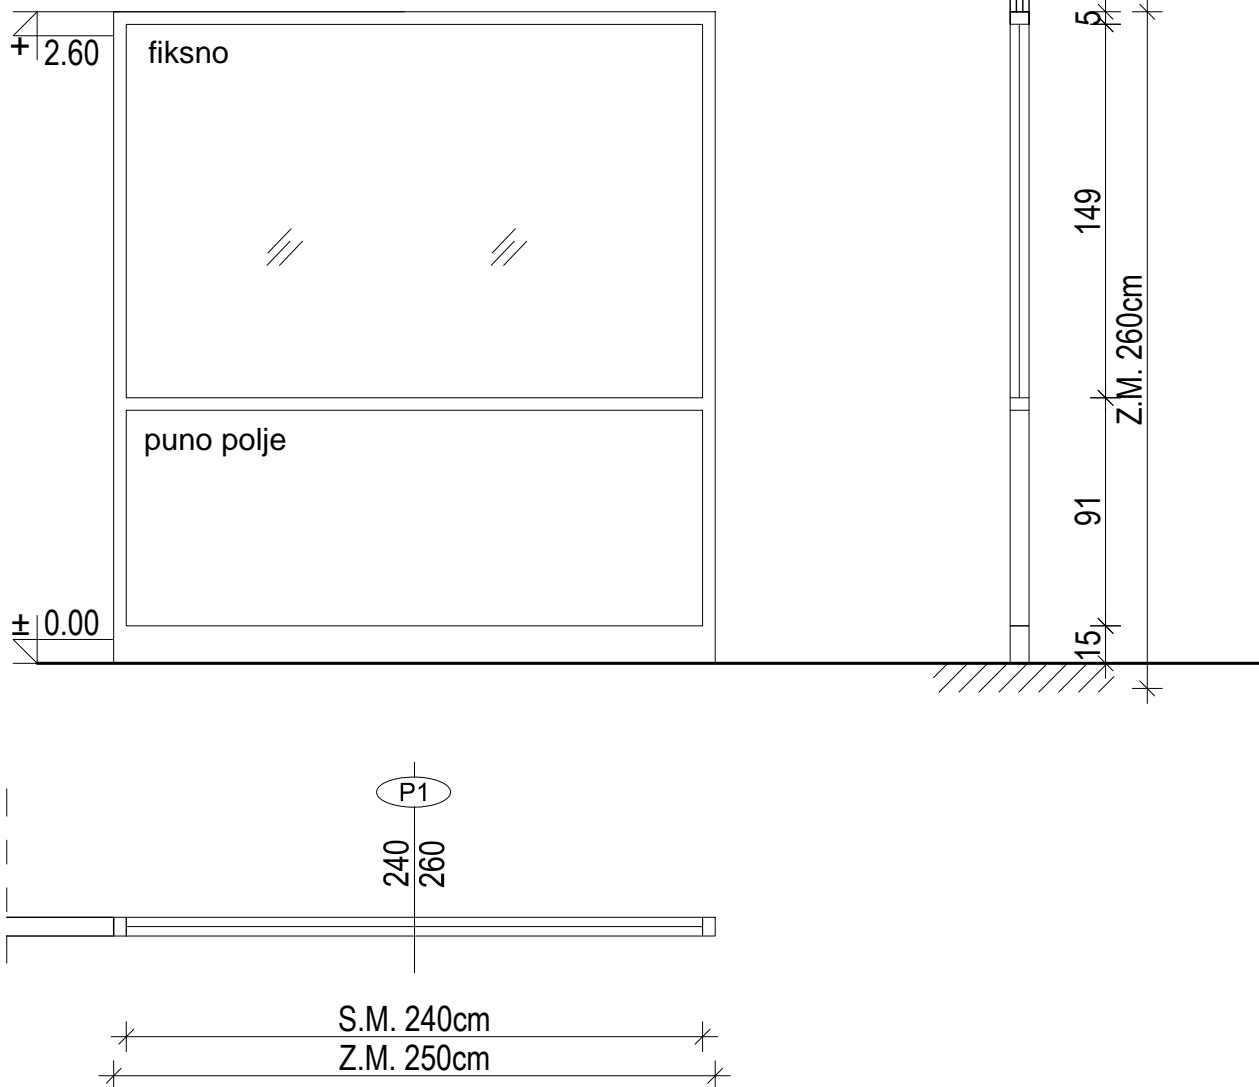 + 2.60
fiksno
5
149
Z.M. 260cm
puno polje
91
± 0.00
15
P1
240
260
S.M. 240cm
Z.M. 250cm